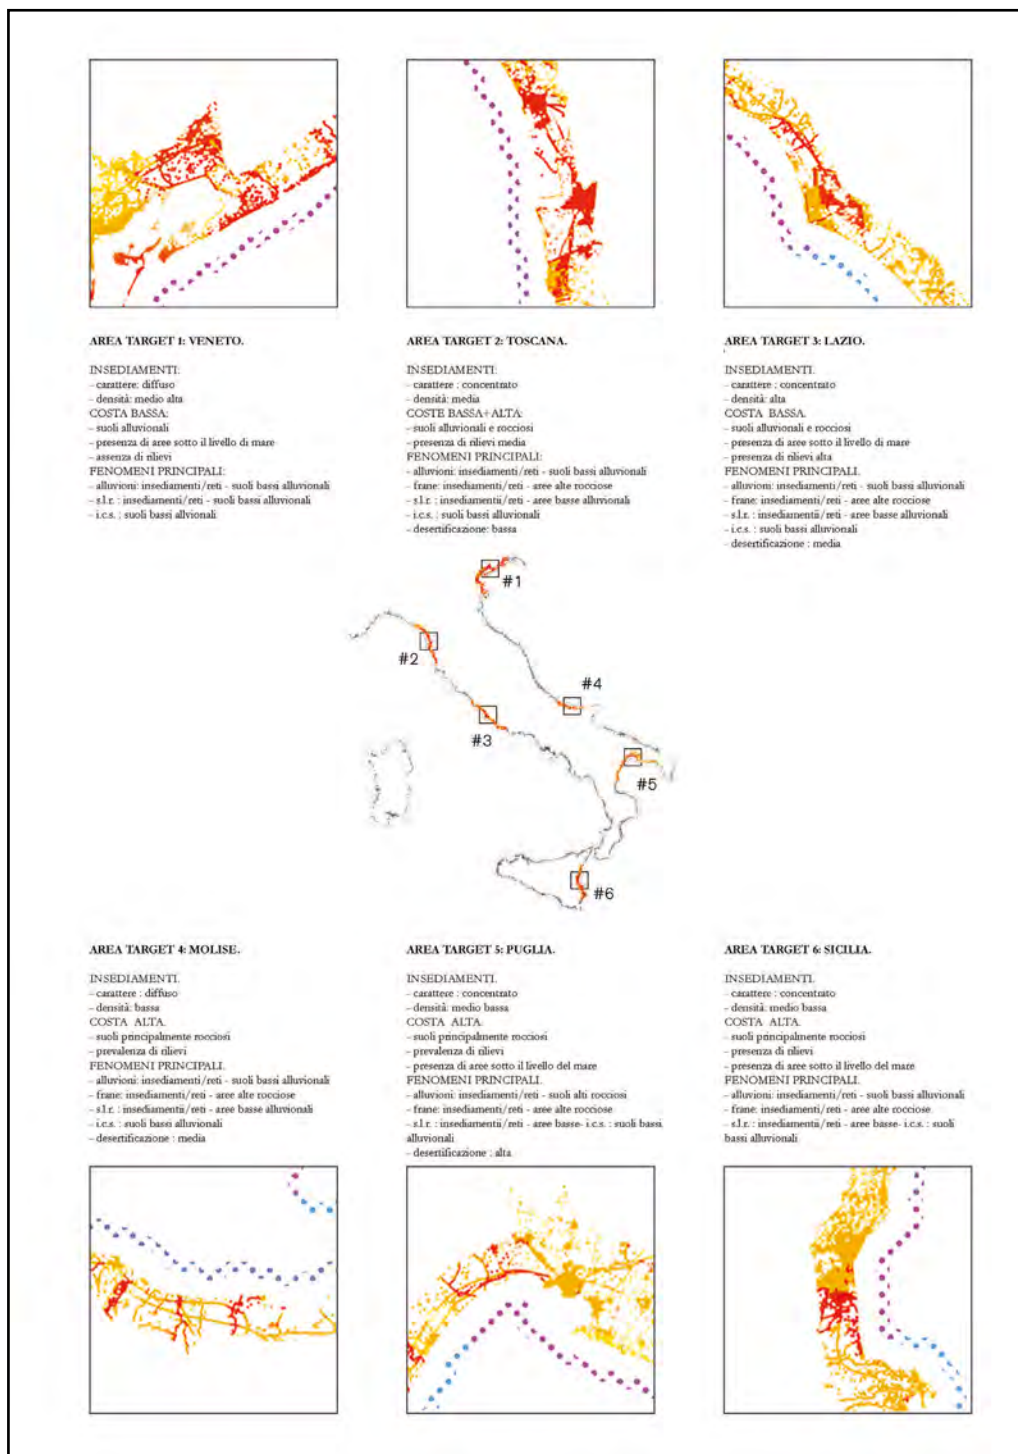 AREA TARGET 1: VENETO.
INSEDIAMENTI:
- carattere: diffuso
- densità: medio alta
COSTA BASSA:
- suoli alluvionali
- presenza di aree sotto il livello di mare
- assenza di rilievi
FENOMENI PRINCIPALI:
- alluvioni: insediamenti/reti - suoli bassi alluvionali
- s.l.r. : insediamenti/reti - suoli bassi alluvionali
- i.c.s. : suoli bassi allvionali
AREA TARGET 2: TOSCANA.
INSEDIAMENTI:
- carattere : concentrato
- densità: media
COSTE BASSA+ALTA:
- suoli alluvionali e rocciosi
- presenza di rilievi media
FENOMENI PRINCIPALI:
- alluvioni: insediamenti/reti - suoli bassi alluvionali
- frane: insediamenti/reti - aree alte rocciose
- s.l.r. : insediamentii/reti - aree basse alluvionali
- i.c.s. : suoli bassi alluvionali
- desertificazione: bassa
AREA TARGET 3: LAZIO.
INSEDIAMENTI.
- carattere : concentrato
- densità: alta
COSTA BASSA.
- suoli alluvionali e rocciosi
- presenza di aree sotto il livello di mare
- presenza di rilievi alta
FENOMENI PRINCIPALI.
- alluvioni: insediamenti/reti - suoli bassi alluvionali
- frane: insediamenti/reti - aree alte rocciose
- s.l.r. : insediamentii/reti - aree basse alluvionali
- i.c.s. : suoli bassi alluvionali
- desertificazione : media
#1
#2
#4
#3
#5
#6
AREA TARGET 4: MOLISE.
INSEDIAMENTI.
- carattere : diffuso
- densità: bassa
COSTA ALTA.
- suoli principalmente rocciosi
- prevalenza di rilievi
FENOMENI PRINCIPALI.
- alluvioni: insediamenti/reti - suoli bassi alluvionali
- frane: insediamenti/reti - aree alte rocciose
- s.l.r. : insediamentii/reti - aree basse alluvionali
- i.c.s. : suoli bassi alluvionali
- desertificazione : media
AREA TARGET 5: PUGLIA.
INSEDIAMENTI.
- carattere : concentrato
- densità: medio bassa
COSTA ALTA.
- suoli principalmente rocciosi
- prevalenza di rilievi
- presenza di aree sotto il livello del mare
FENOMENI PRINCIPALI.
- alluvioni: insediamenti/reti - suoli alti rocciosi
- frane: insediamenti/reti - aree alte rocciose
- s.l.r. : insediamentii/reti - aree basse- i.c.s. : suoli bassi
alluvionali
- desertificazione : alta
AREA TARGET 6: SICILIA.
INSEDIAMENTI.
- carattere : concentrato
- densità: medio bassa
COSTA ALTA.
- suoli principalmente rocciosi
- presenza di rilievi
- presenza di aree sotto il livello del mare
FENOMENI PRINCIPALI.
- alluvioni: insediamenti/reti - suoli bassi alluvionali
- frane: insediamenti/reti - aree alte rocciose
- s.l.r. : insediamentii/reti - aree basse- i.c.s. : suoli
bassi alluvionali